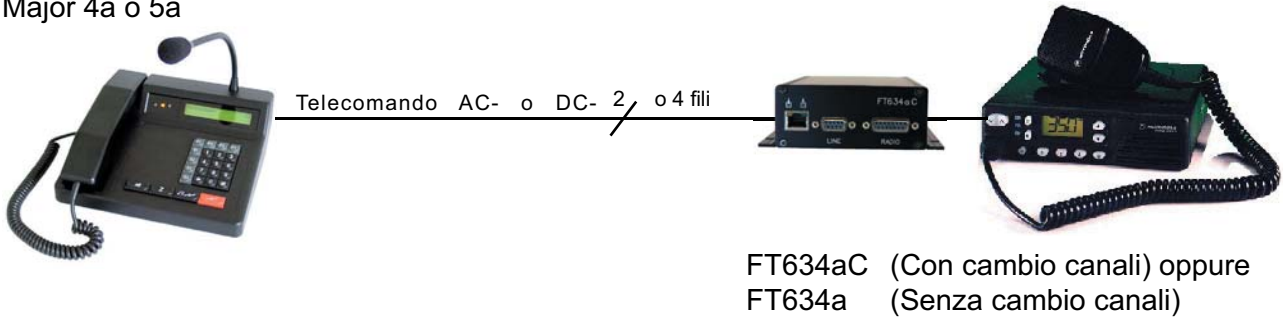 Major 4a o 5a
Telecomando AC- o DC- 2 o 4 fili
FT634aC
LINE
RADIO
350
FT634aC (Con cambio canali) oppure
FT634a (Senza cambio canali)